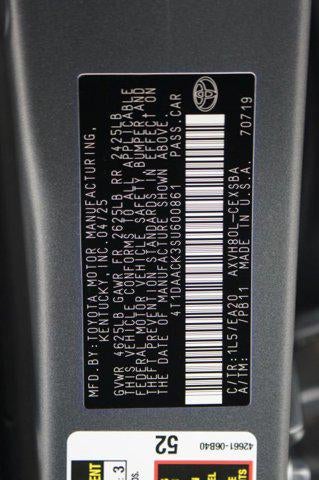 MFD.BY:TOYOTA MOTOR MANUFACTURING,
KENTUCKY,INC. 04/25
GVWR 4625LB GAWR FR 2625LB RR 2425LB
THIS VEHICLE CONFORMS TO ALL APPLICABLE
FEDERAL MOTOR VEHICLE SAFETY, BUMPER, AND
THEFT PREVENTION STANDARDS IN EFFECT ON
THE DATE OF MANUFACTURE SHOWN ABOVE.
4T1DAACK3SU600861 PASS.CAR
C/TR:1L5/EA20 AXVH80L-CEXSBA
7PB11 MADE IN U.S.A. 70719
52
42661-06B40